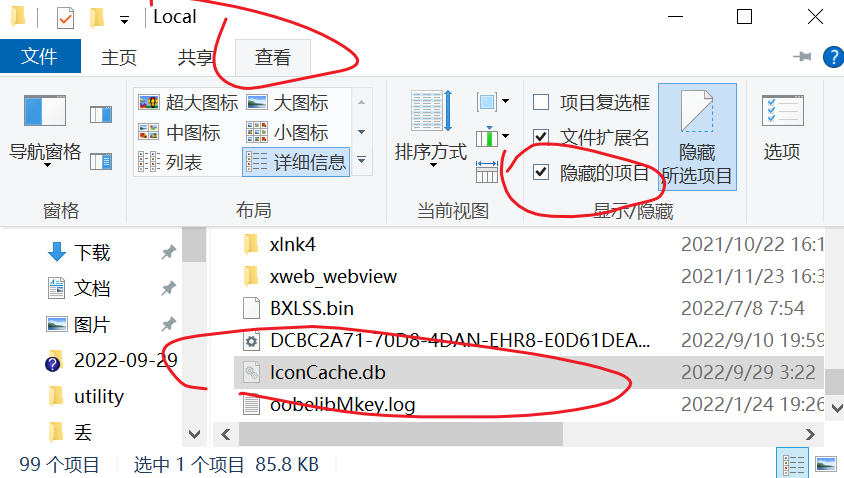 Local
文件 主页 共享 查看
?
超大图标 大图标
中图标 小图标
列表 详细信息
导航窗格
排序方式
项目复选框
文件扩展名
隐藏的项目
隐藏
所选项目
选项
窗格 布局 当前视图 显示/隐藏
下载
文档
图片
2022-09-29
utility
丢
xlnk4 2021/10/22 16:1
xweb_webview 2021/11/23 16:3
BXLSS.bin 2022/7/8 7:54
DCBC2A71-70D8-4DAN-EHR8-E0D61DEA... 2022/9/10 19:59
IconCache.db 2022/9/29 3:22
oobelibMkey.log 2022/1/24 19:26
99 个项目 选中 1 个项目 85.8 KB